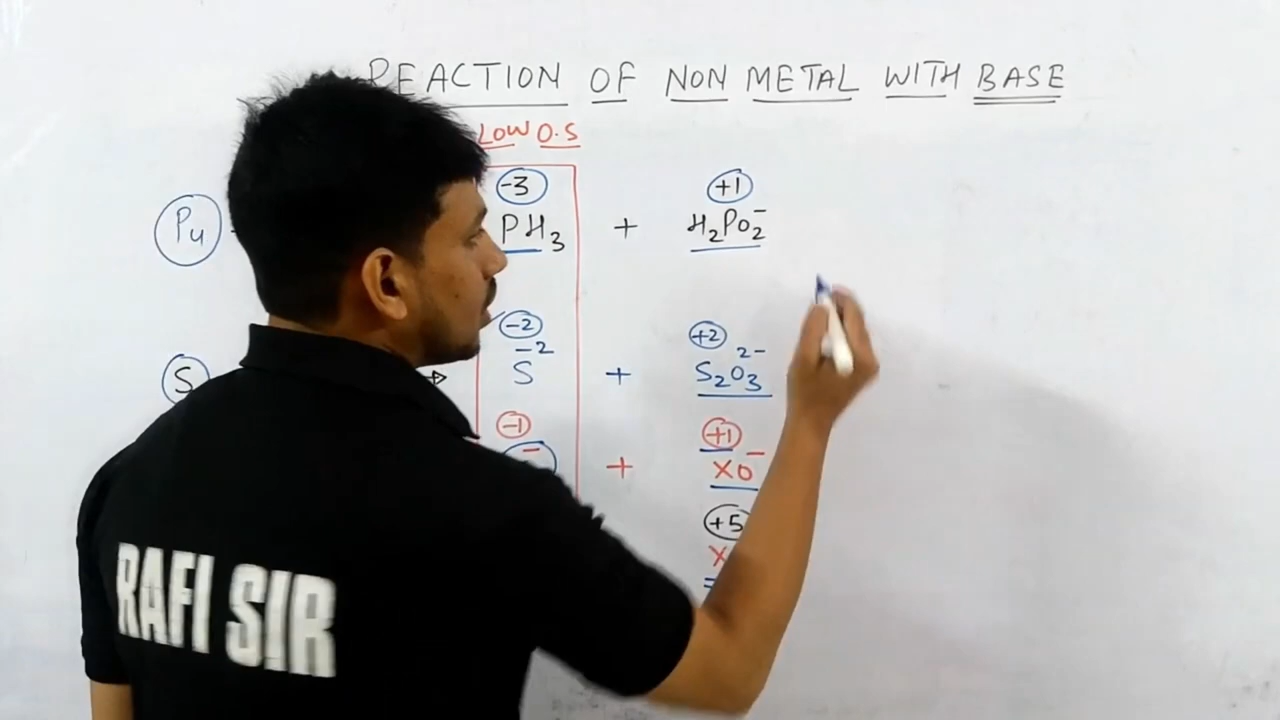 REACTION OF NON METAL WITH BASE
LOW O.S
-3 +1
P4 PH3 + H2PO2-
-2 +2
S → S-2 + S2O3 2-
-1 +1
- + XO-
+5
X
RAFI SIR